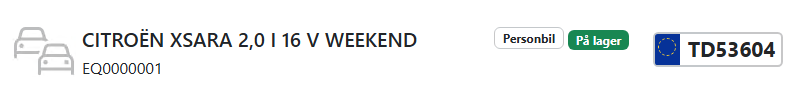 CITROËN XSARA 2,0 I 16 V WEEKEND
EQ0000001
Personbil
På lager
TD53604